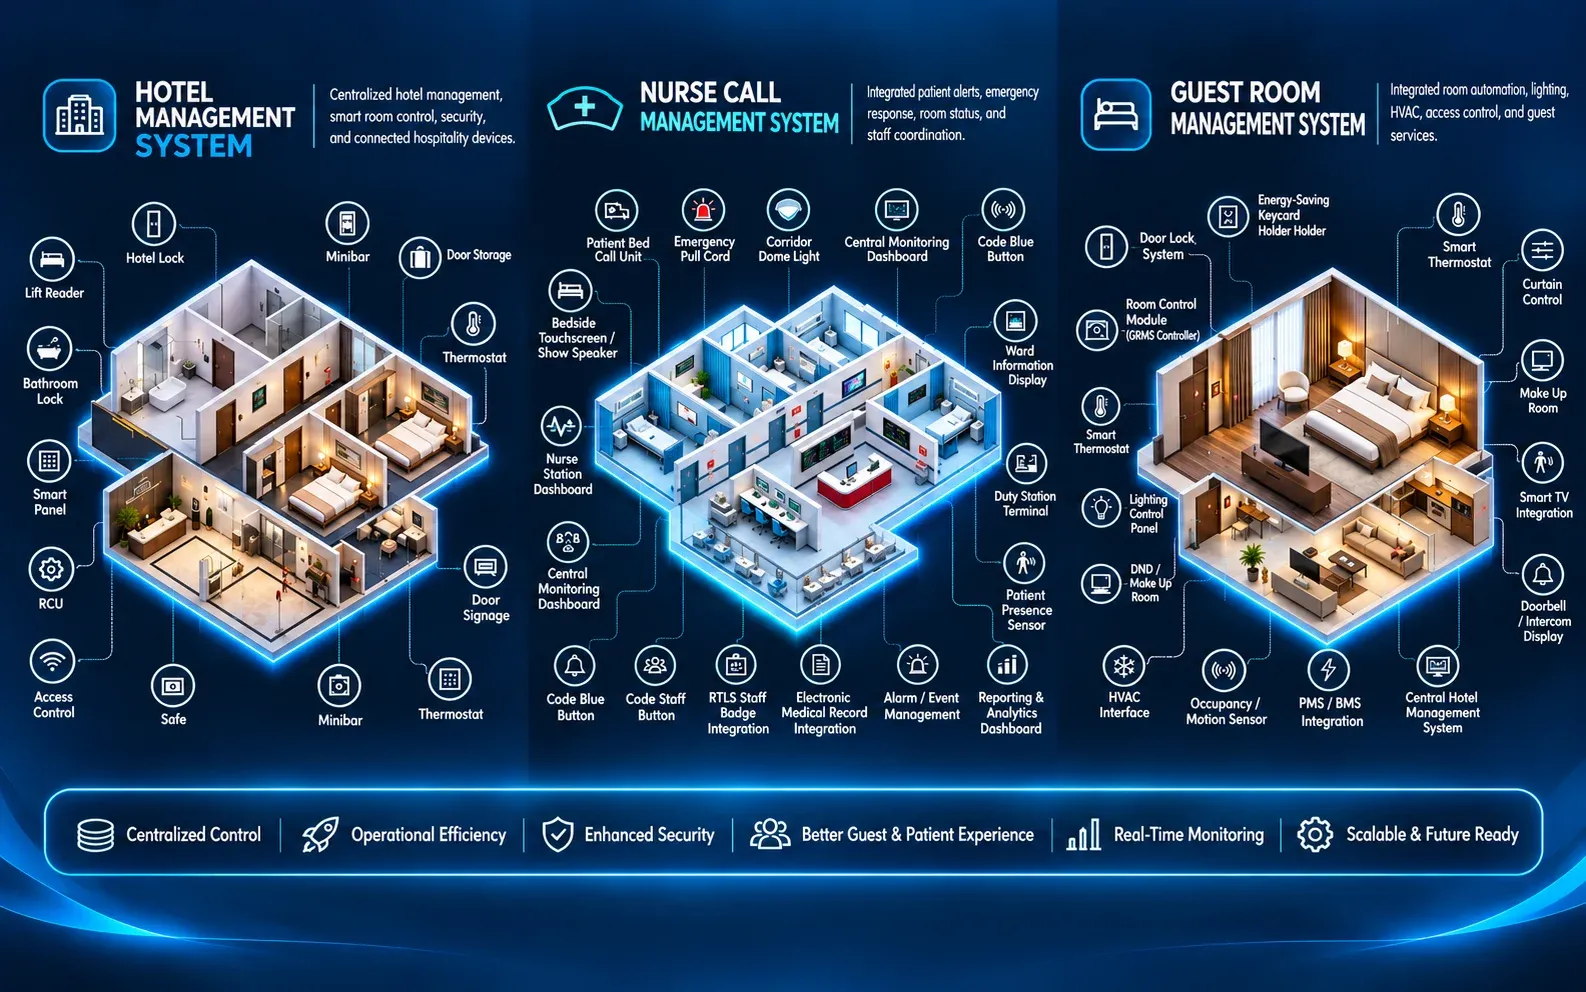 HOTEL
MANAGEMENT
SYSTEM
Centralized hotel management,
smart room control, security,
and connected hospitality devices.
Hotel Lock
Minibar
Door Storage
Lift Reader
Thermostat
Bathroom
Lock
Smart
Panel
RCU
Door
Signage
Access
Control
Safe
Minibar
Thermostat
NURSE CALL
MANAGEMENT SYSTEM
Integrated patient alerts, emergency
response, room status, and
staff coordination.
Patient Bed
Call Unit
Emergency
Pull Cord
Corridor
Dome Light
Central Monitoring
Dashboard
Code Blue
Button
Bedside
Touchscreen /
Show Speaker
Ward
Information
Display
Nurse
Station
Dashboard
Duty Station
Terminal
Central
Monitoring
Dashboard
Patient
Presence
Sensor
Code Blue
Button
Code Staff
Button
RTLS Staff
Badge
Integration
Electronic
Medical Record
Integration
Alarm / Event
Management
Reporting &
Analytics
Dashboard
GUEST ROOM
MANAGEMENT SYSTEM
Integrated room automation, lighting,
HVAC, access control, and guest
services.
Energy-Saving
Keycard
Holder Holder
Door Lock
System
Smart
Thermostat
Curtain
Control
Room Control
Module
(GRMS Controller)
Make Up
Room
Smart
Thermostat
Smart TV
Integration
Lighting
Control
Panel
DND /
Make Up
Room
Doorbell
/ Intercom
Display
HVAC
Interface
Occupancy /
Motion Sensor
PMS / BMS
Integration
Central Hotel
Management
System
Centralized Control
Operational Efficiency
Enhanced Security
Better Guest & Patient Experience
Real-Time Monitoring
Scalable & Future Ready